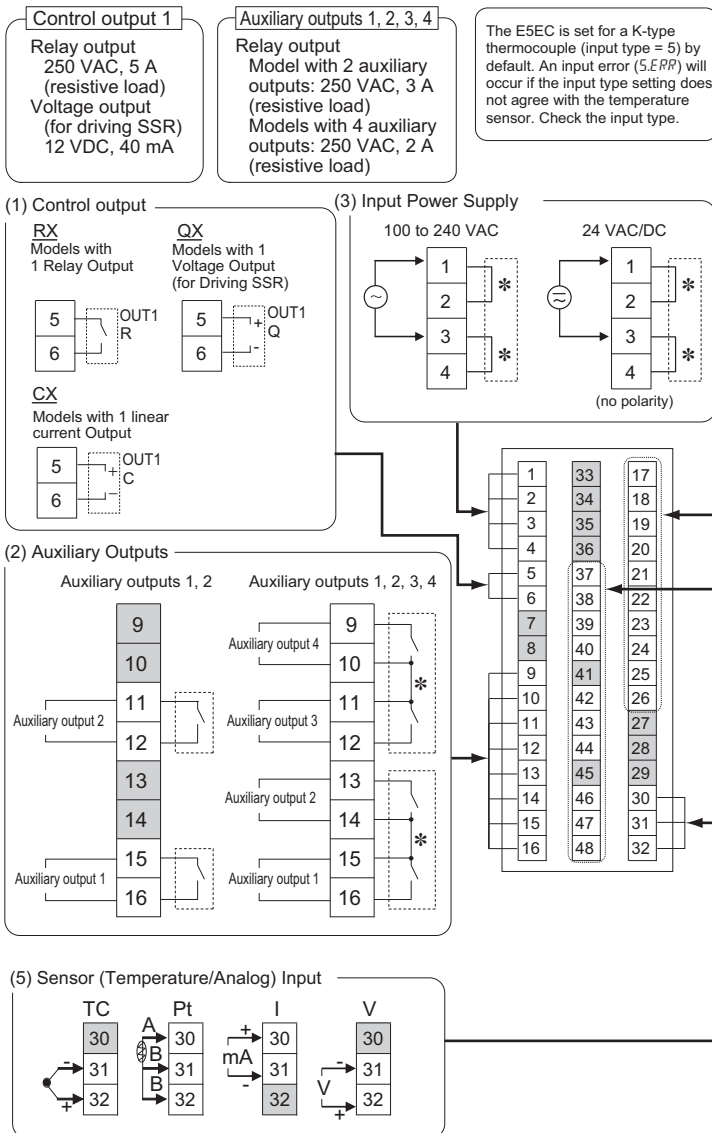 Control output 1
Relay output
250 VAC, 5 A
(resistive load)
Voltage output
(for driving SSR)
12 VDC, 40 mA
Auxiliary outputs 1, 2, 3, 4
Relay output
Model with 2 auxiliary
outputs: 250 VAC, 3 A
(resistive load)
Models with 4 auxiliary
outputs: 250 VAC, 2 A
(resistive load)
The E5EC is set for a K-type
thermocouple (input type = 5) by
default. An input error (S.ERR) will
occur if the input type setting does
not agree with the temperature
sensor. Check the input type.
(1) Control output
RX
Models with
1 Relay Output
5
6
OUT1
R
QX
Models with 1
Voltage Output
(for Driving SSR)
5
6
+
-
OUT1
Q
CX
Models with 1 linear
current Output
5
6
+
-
OUT1
C
(3) Input Power Supply
100 to 240 VAC
1
2
3
4
*
*
24 VAC/DC
1
2
3
4
*
*
(no polarity)
(2) Auxiliary Outputs
Auxiliary outputs 1, 2
9
10
11
12
13
14
15
16
Auxiliary output 2
Auxiliary output 1
Auxiliary outputs 1, 2, 3, 4
9
10
11
12
13
14
15
16
Auxiliary output 4
Auxiliary output 3
Auxiliary output 2
Auxiliary output 1
*
*
1
2
3
4
5
6
7
8
9
10
11
12
13
14
15
16
33
34
35
36
37
38
39
40
41
42
43
44
45
46
47
48
17
18
19
20
21
22
23
24
25
26
27
28
29
30
31
32
(5) Sensor (Temperature/Analog) Input
TC
30
31
32
-
+
Pt
A
B
B
30
31
32
I
+
mA
-
30
31
32
V
-
V
+
30
31
32